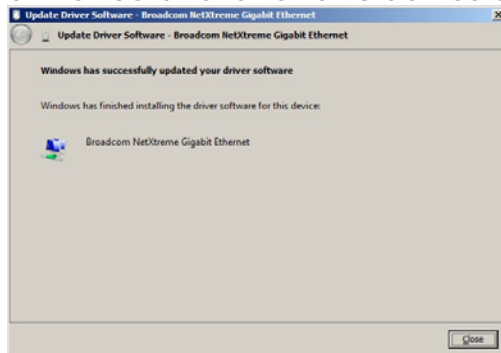 Update Driver Software - Broadcom NetXtreme Gigabit Ethernet
Update Driver Software - Broadcom NetXtreme Gigabit Ethernet
Windows has successfully updated your driver software
Windows has finished installing the driver software for this device:
Broadcom NetXtreme Gigabit Ethernet
Close